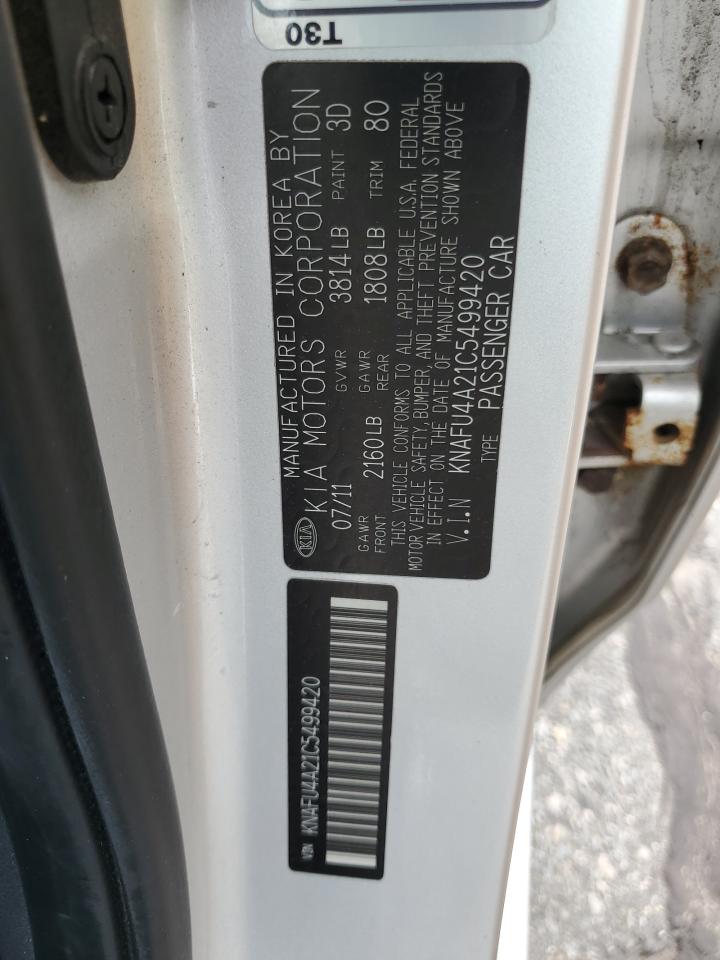 T30
MANUFACTURED IN KOREA BY
KIA KIA MOTORS CORPORATION
07/11 GVWR 3814LB PAINT 3D
GAWR FRONT 2160LB GAWR REAR 1808LB TRIM 80
THIS VEHICLE CONFORMS TO ALL APPLICABLE U.S.A. FEDERAL
MOTOR VEHICLE SAFETY, BUMPER, AND THEFT PREVENTION STANDARDS
IN EFFECT ON THE DATE OF MANUFACTURE SHOWN ABOVE
V.I.N KNAFU4A21C5499420
TYPE PASSENGER CAR
VIN KNAFU4A21C5499420